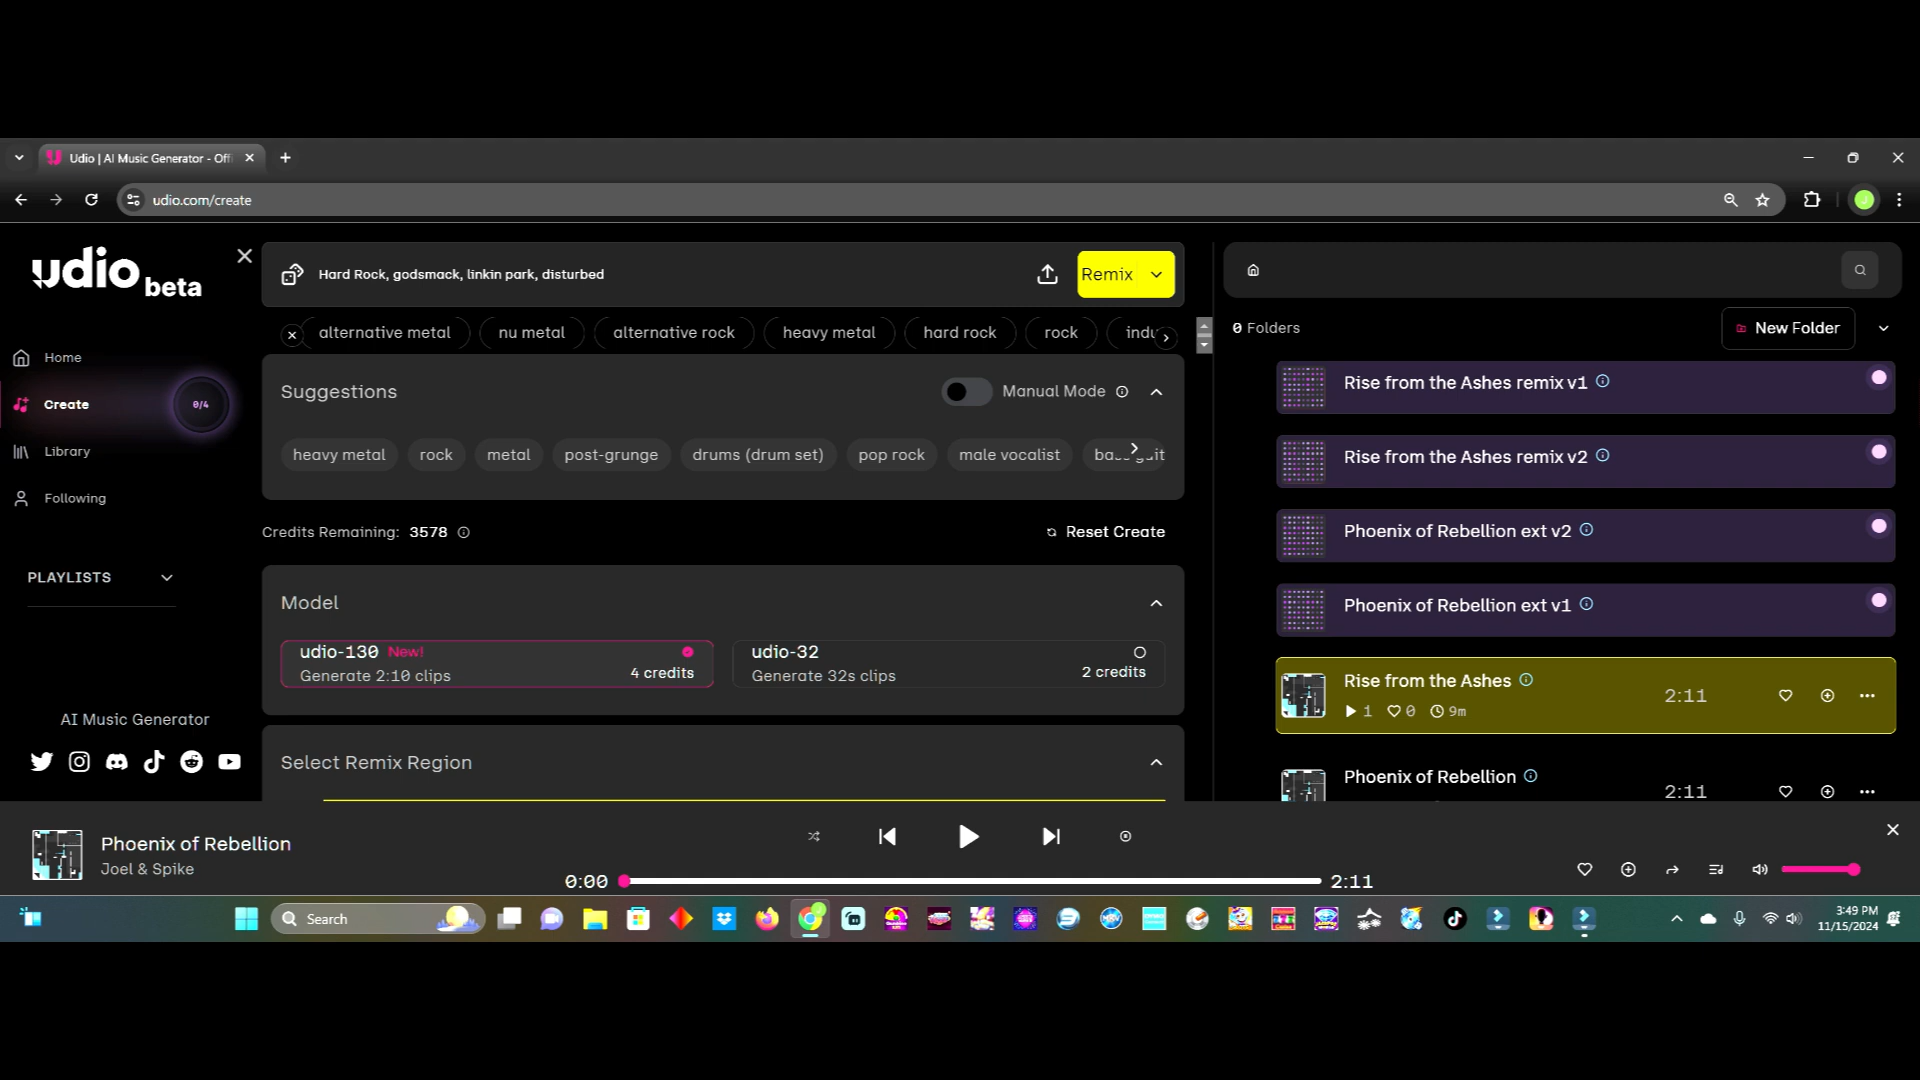 Udio | AI Music Generator - Offi
udio.com/create
udio beta
Hard Rock, godsmack, linkin park, disturbed
Remix
alternative metal
nu metal
alternative rock
heavy metal
hard rock
rock
indu
0 Folders
New Folder
Home
Create
0/4
Library
Following
PLAYLISTS
AI Music Generator
Suggestions
Manual Mode
heavy metal
rock
metal
post-grunge
drums (drum set)
pop rock
male vocalist
Credits Remaining: 3578
Reset Create
Model
udio-130 New!
Generate 2:10 clips
4 credits
udio-32
Generate 32s clips
2 credits
Select Remix Region
Rise from the Ashes remix v1
Rise from the Ashes remix v2
Phoenix of Rebellion ext v2
Phoenix of Rebellion ext v1
Rise from the Ashes
1 0 9m
2:11
Phoenix of Rebellion
2:11
Phoenix of Rebellion
Joel & Spike
0:00
2:11
Search
3:49 PM
11/15/2024